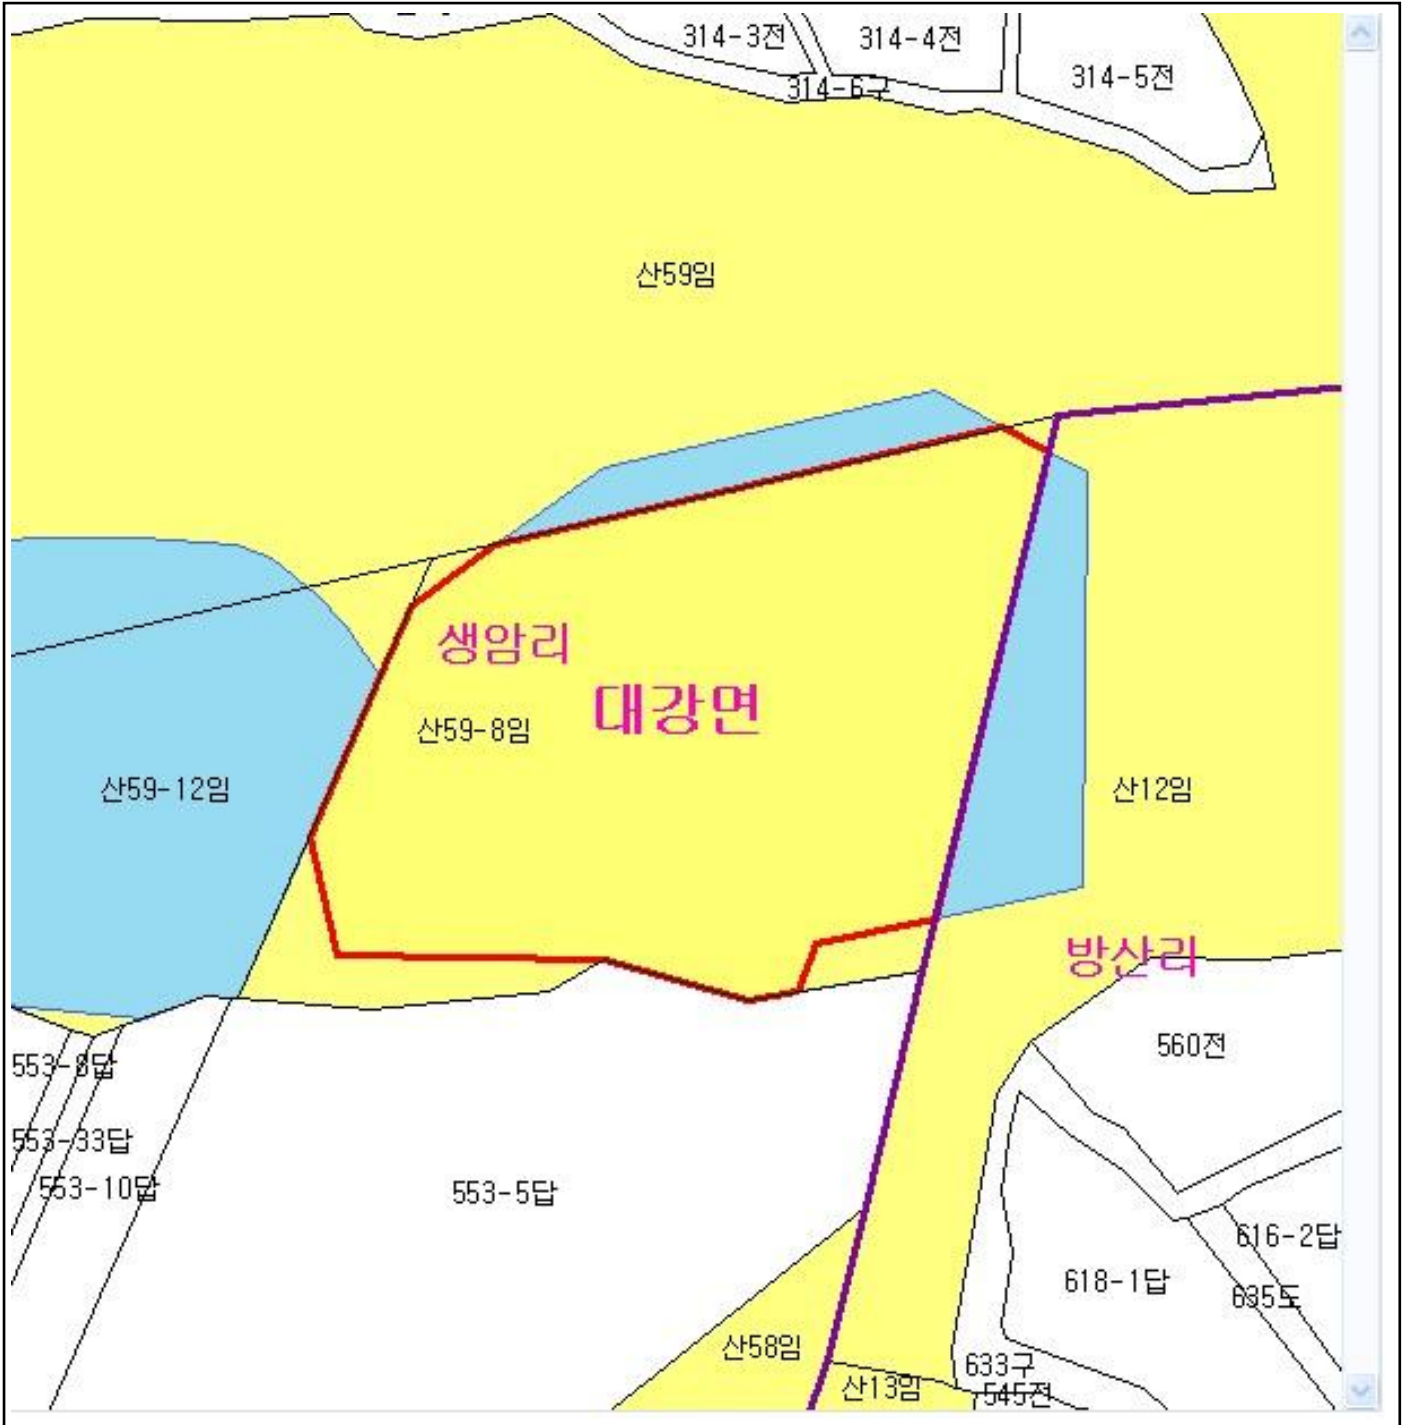 314-3전
314-4전
314-5전
314-6구
산59임
생암리
대강면
산59-8임
산59-12임
산12임
방산리
560전
553-8답
553-33답
553-10답
553-5답
616-2답
618-1답
635도
산58임
633구
산13임
545전